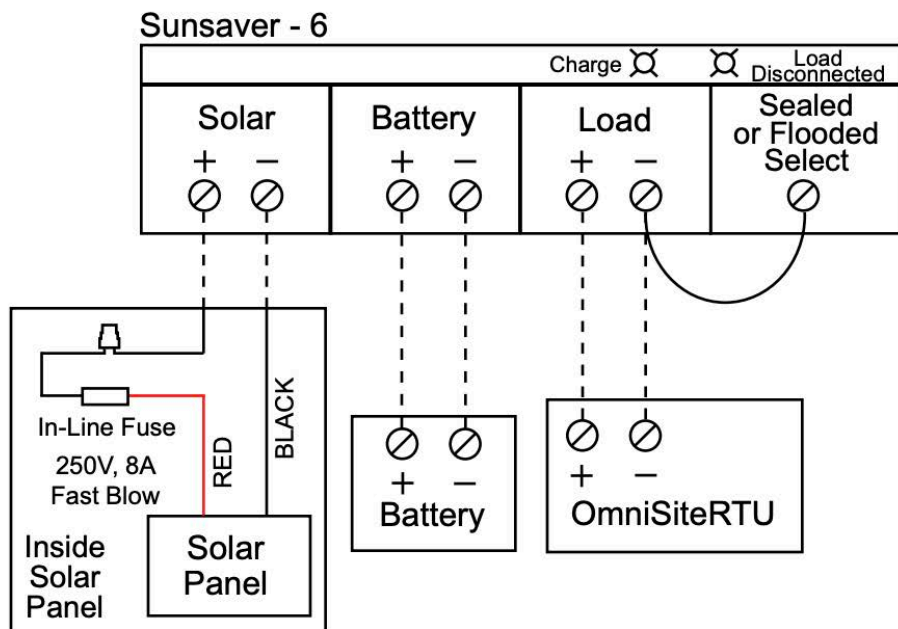 Sunsaver - 6
Charge
Load
Disconnected
Solar
+ −
Battery
+ −
Load
+ −
Sealed
or Flooded
Select
In-Line Fuse
250V, 8A
Fast Blow
RED
BLACK
Inside
Solar
Panel
Solar
Panel
+ −
Battery
+ −
OmniSiteRTU